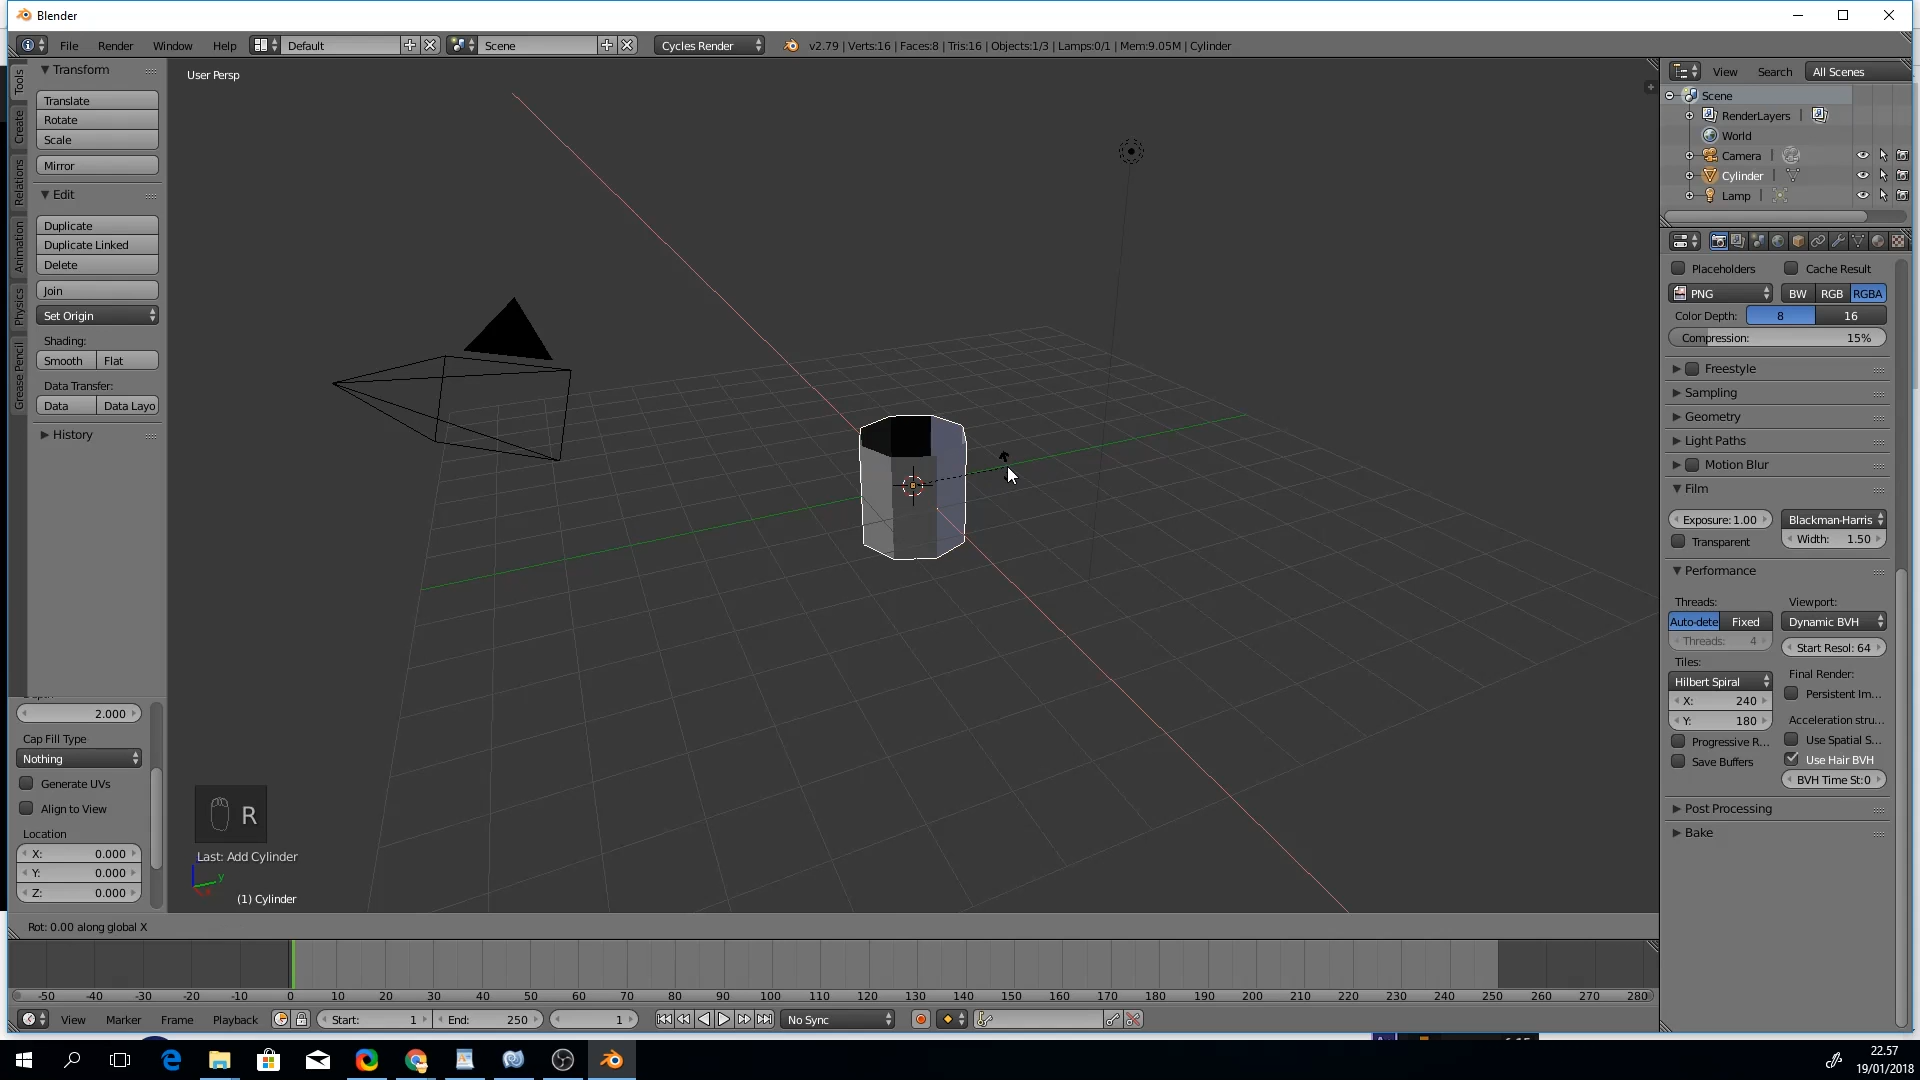 Blender
File Render Window Help Default Scene Cycles Render v2.79 | Verts:16 | Faces:8 | Tris:16 | Objects:1/3 | Lamps:0/1 | Mem:9.05M | Cylinder
Tools
Create
Relations
Animation
Physics
Grease Pencil
Transform
Translate
Rotate
Scale
Mirror
Edit
Duplicate
Duplicate Linked
Delete
Join
Set Origin
Shading:
Smooth Flat
Data Transfer:
Data Data Layo
History
2.000
Cap Fill Type
Nothing
Generate UVs
Align to View
Location
X: 0.000
Y: 0.000
Z: 0.000
User Persp
R
Last: Add Cylinder
y
(1) Cylinder
Rot: 0.00 along global X
View Search All Scenes
Scene
RenderLayers
World
Camera
Cylinder
Lamp
Placeholders Cache Result
PNG BW RGB RGBA
Color Depth: 8 16
Compression: 15%
Freestyle
Sampling
Geometry
Light Paths
Motion Blur
Film
Exposure: 1.00 Blackman-Harris
Transparent Width: 1.50
Performance
Threads: Viewport:
Auto-dete Fixed Dynamic BVH
Threads: 4 Start Resol: 64
Tiles: Final Render:
Hilbert Spiral Persistent Im...
X: 240 Acceleration stru...
Y: 180 Use Spatial S...
Progressive R... Use Hair BVH
Save Buffers BVH Time St:0
Post Processing
Bake
-50 -40 -30 -20 -10 0 10 20 30 40 50 60 70 80 90 100 110 120 130 140 150 160 170 180 190 200 210 220 230 240 250 260 270 280
View Marker Frame Playback Start: 1 End: 250 1 No Sync
22.57
19/01/2018